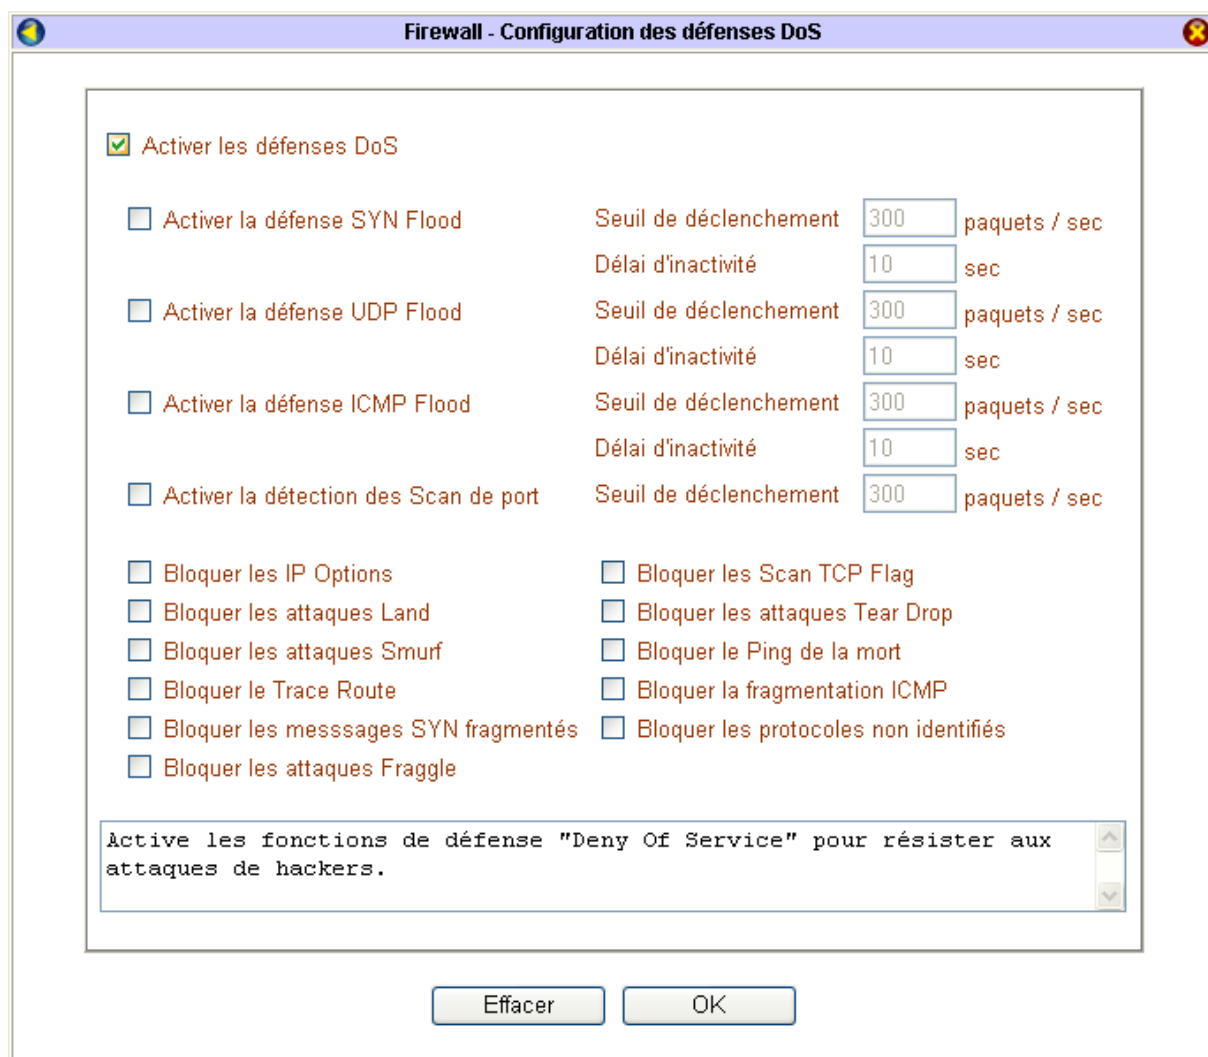 Firewall - Configuration des défenses DoS
Activer les défenses DoS
Activer la défense SYN Flood Seuil de déclenchement 300 paquets / sec
Délai d'inactivité 10 sec
Activer la défense UDP Flood Seuil de déclenchement 300 paquets / sec
Délai d'inactivité 10 sec
Activer la défense ICMP Flood Seuil de déclenchement 300 paquets / sec
Délai d'inactivité 10 sec
Activer la détection des Scan de port Seuil de déclenchement 300 paquets / sec
Bloquer les IP Options Bloquer les Scan TCP Flag
Bloquer les attaques Land Bloquer les attaques Tear Drop
Bloquer les attaques Smurf Bloquer le Ping de la mort
Bloquer le Trace Route Bloquer la fragmentation ICMP
Bloquer les messsages SYN fragmentés Bloquer les protocoles non identifiés
Bloquer les attaques Fraggle
Active les fonctions de défense "Deny Of Service" pour résister aux
attaques de hackers.
Effacer OK